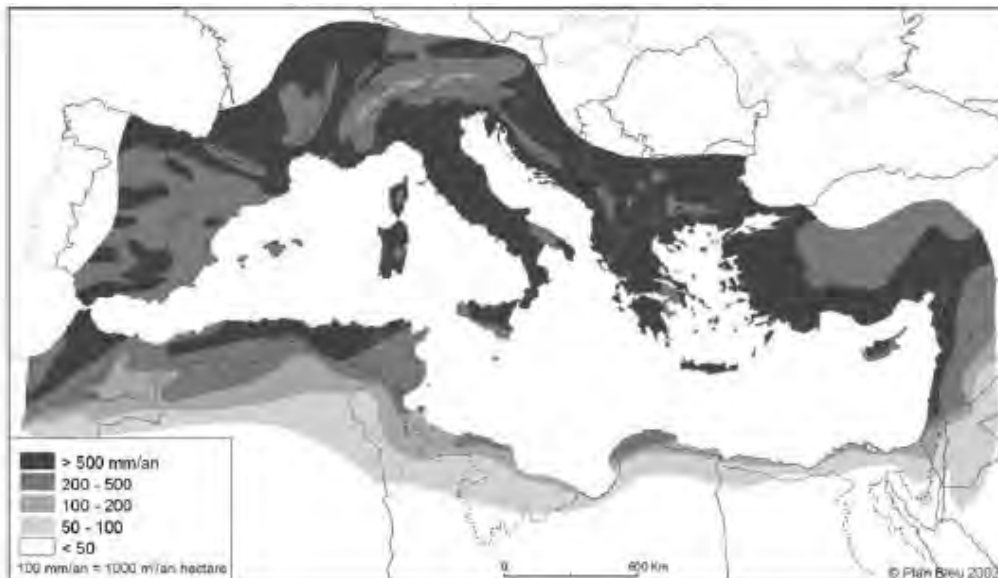 > 500 mm/an
200 - 500
100 - 200
50 - 100
< 50
100 mm/an = 1000 m³/an hectare
0 600 Km
© Plan Bleu 2003